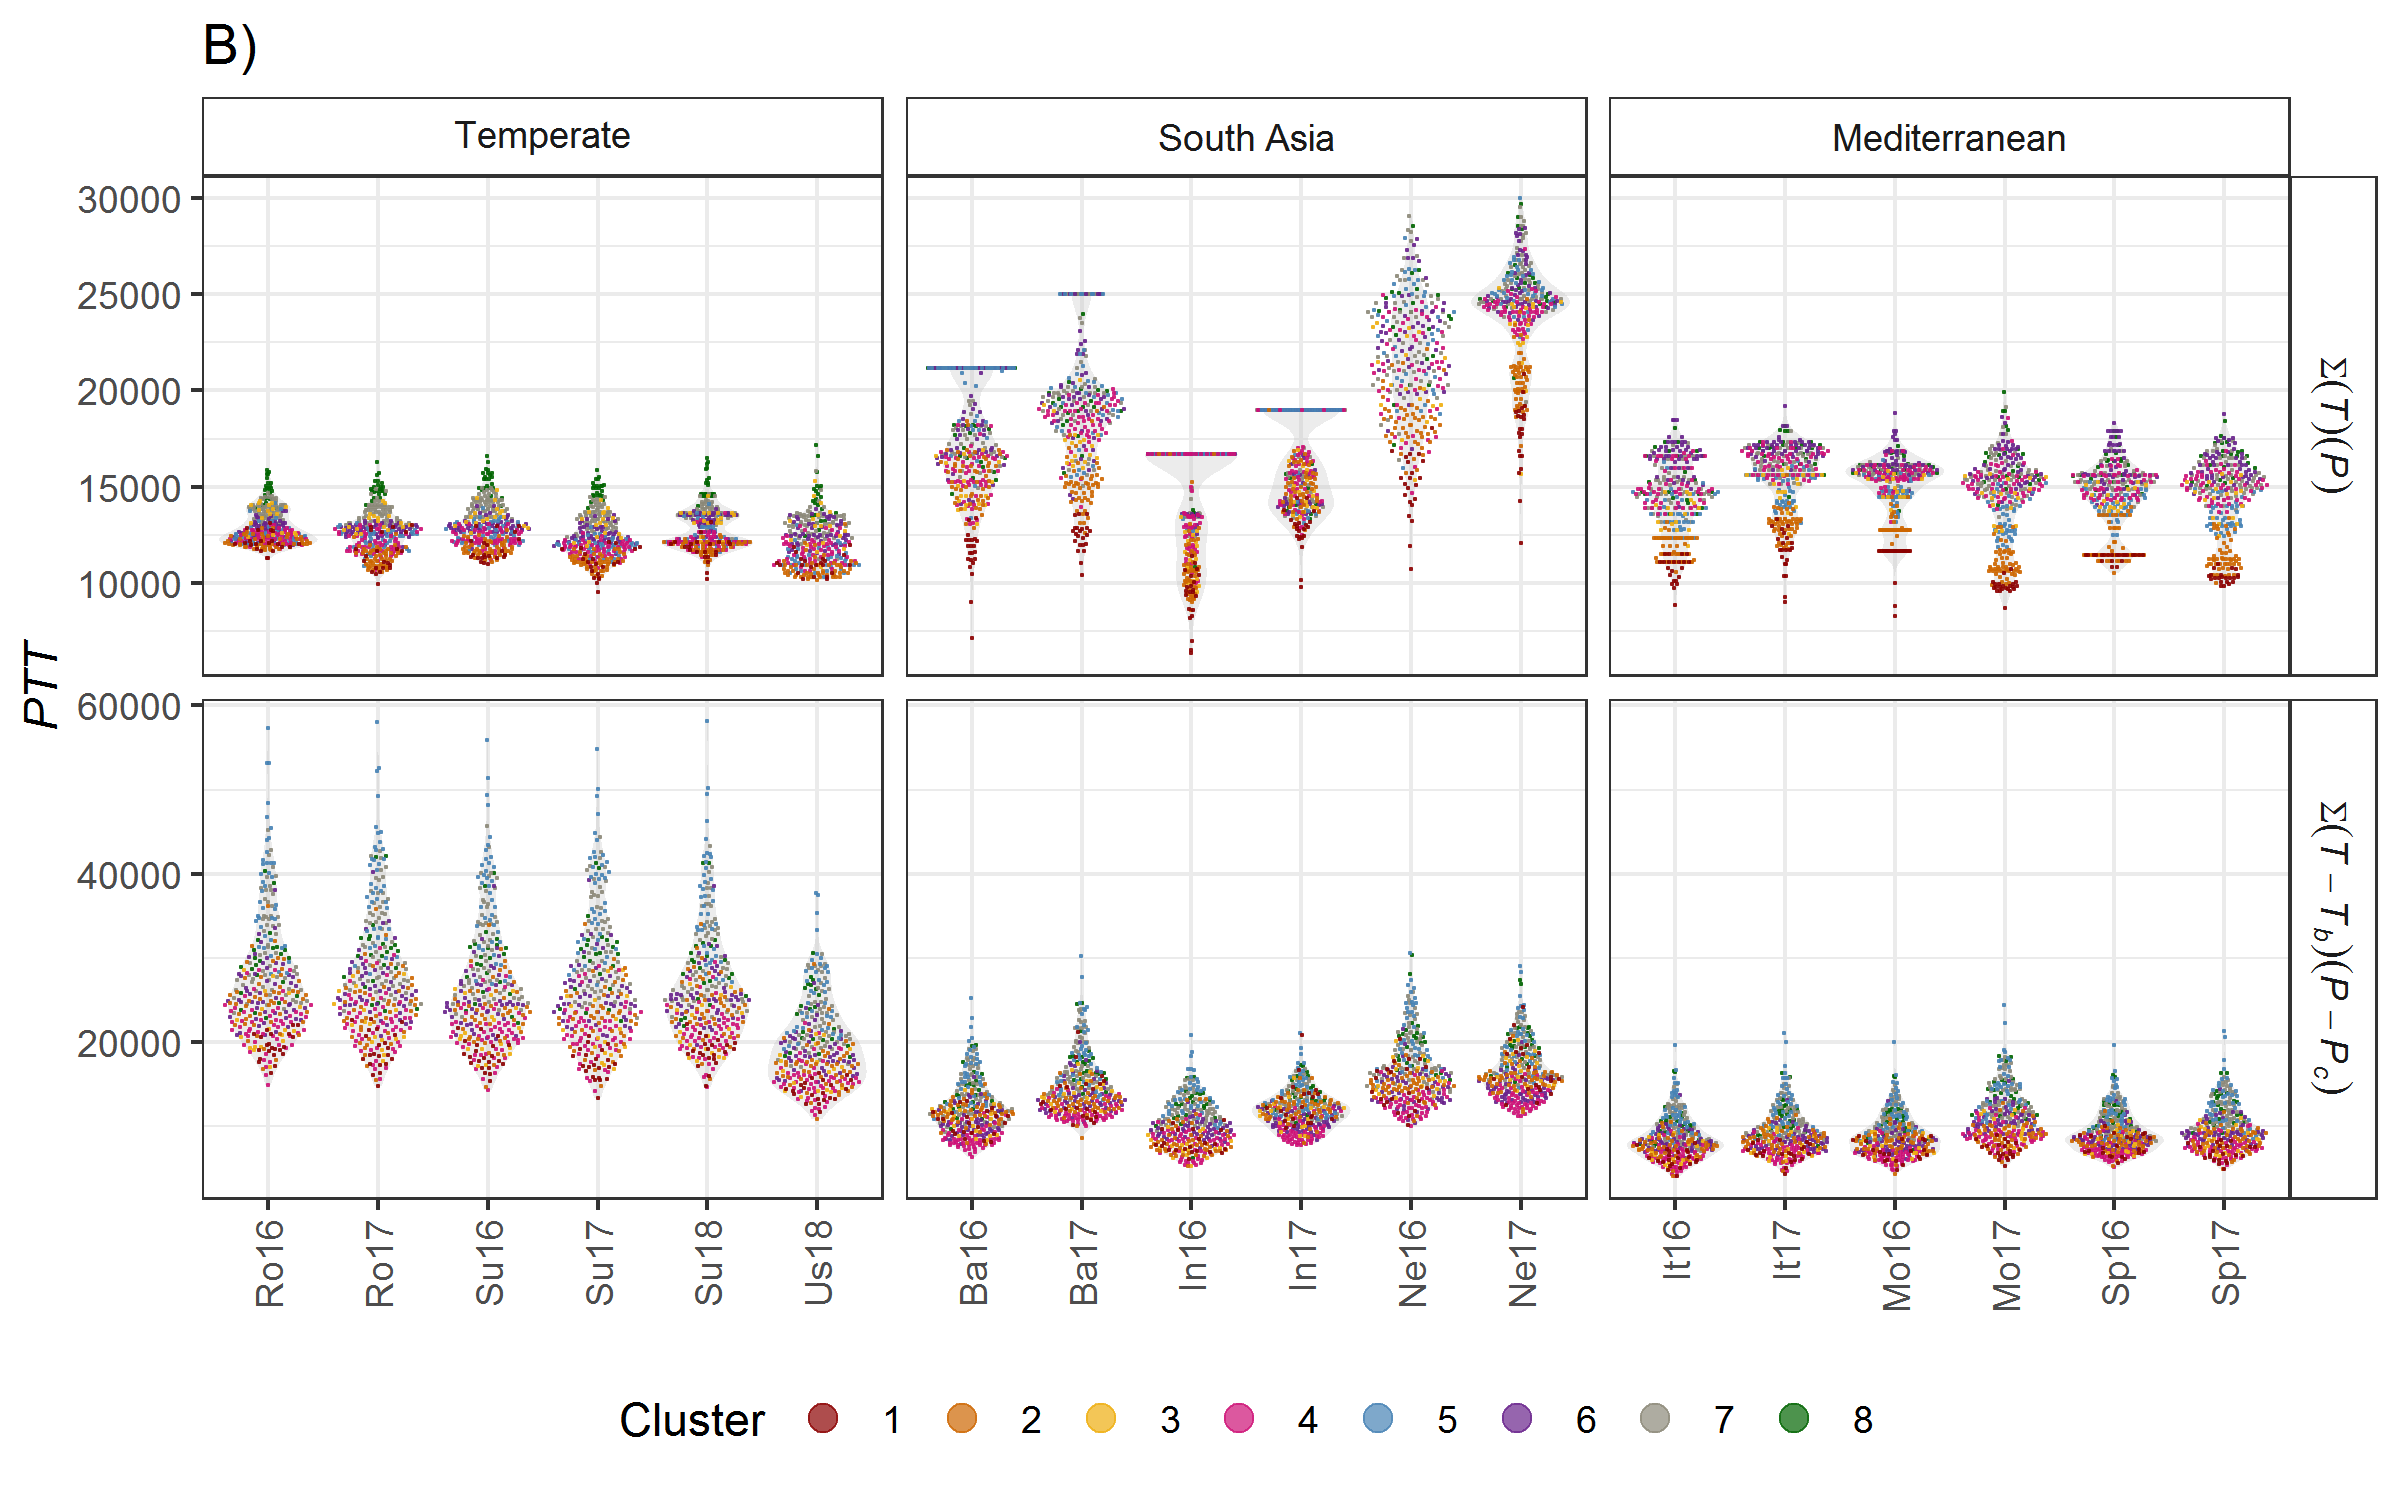 B)
Temperate
South Asia
Mediterranean
30000
25000
20000
15000
10000
Σ(T)(P)
PTT
60000
40000
20000
Σ(T − Tb)(P − Pc)
Ro16 Ro17 Su16 Su17 Su18 Us18 Ba16 Ba17 In16 In17 Ne16 Ne17 It16 It17 Mo16 Mo17 Sp16 Sp17
Cluster 1 2 3 4 5 6 7 8